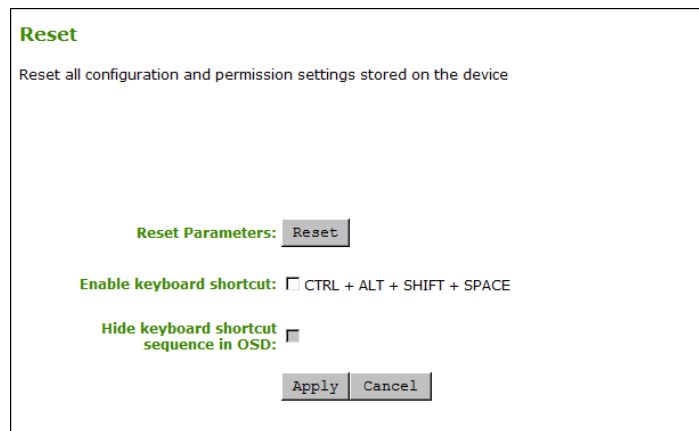 Reset
Reset all configuration and permission settings stored on the device
Reset Parameters: Reset
Enable keyboard shortcut: CTRL + ALT + SHIFT + SPACE
Hide keyboard shortcut
sequence in OSD:
Apply Cancel